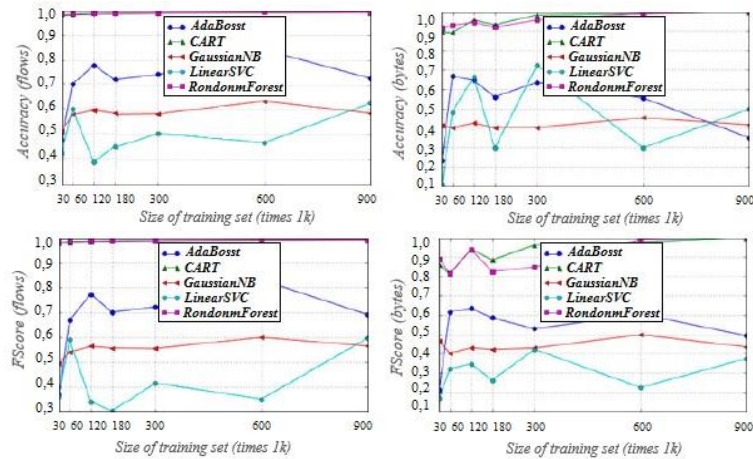 Accuracy (flows)
1,0
0,9
0,8
0,7
0,6
0,5
0,4
0,3
AdaBosst
CART
GaussianNB
LinearSVC
RondonmForest
30 60 120 180 300 600 900
Size of training set (times 1k)
Accuracy (bytes)
1,0
0,9
0,8
0,7
0,6
0,5
0,4
0,3
0,2
0,1
AdaBosst
CART
GaussianNB
LinearSVC
RondonmForest
30 60 120 180 300 600 900
Size of training set (times 1k)
FScore (flows)
1,0
0,9
0,8
0,7
0,6
0,5
0,4
0,3
AdaBosst
CART
GaussianNB
LinearSVC
RondonmForest
30 60 120 180 300 600 900
Size of training set (times 1k)
FScore (bytes)
1,0
0,9
0,8
0,7
0,6
0,5
0,4
0,3
0,2
0,1
AdaBosst
CART
GaussianNB
LinearSVC
RondonmForest
30 60 120 180 300 600 900
Size of training set (times 1k)